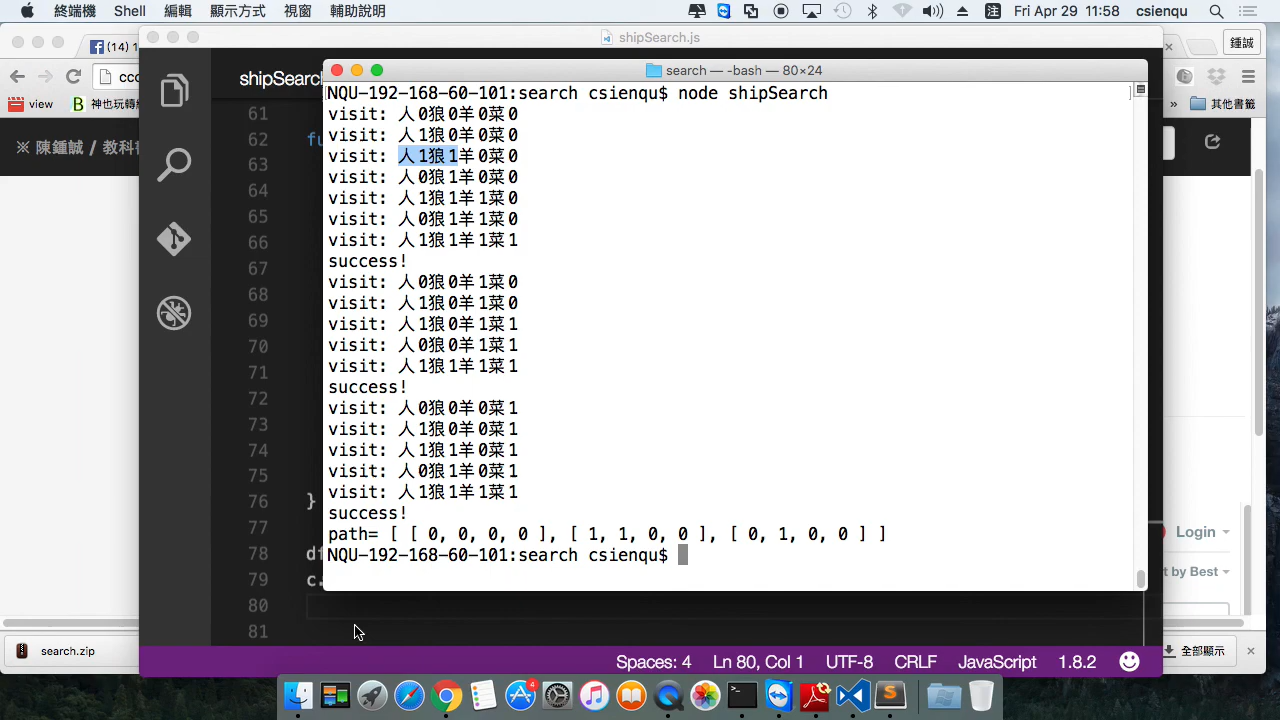 終端機 Shell 編輯 顯示方式 視窗 輔助說明 注 Fri Apr 29 11:58 csienqu
shipSearch.js
(14) 1 鍾誠
search — -bash — 80×24
ccc
shipSearch
view B 神也玩轉 » 其他書籤
※ 陳鍾誠 / 教科書
NQU-192-168-60-101:search csienqu$ node shipSearch
visit: 人0狼0羊0菜0
visit: 人1狼0羊0菜0
visit: 人1狼1羊0菜0
visit: 人0狼1羊0菜0
visit: 人1狼1羊1菜0
visit: 人0狼1羊1菜0
visit: 人1狼1羊1菜1
success!
visit: 人0狼0羊1菜0
visit: 人1狼0羊1菜0
visit: 人1狼0羊1菜1
visit: 人0狼0羊1菜1
visit: 人1狼1羊1菜1
success!
visit: 人0狼0羊0菜1
visit: 人1狼0羊0菜1
visit: 人1狼1羊0菜1
visit: 人0狼1羊0菜1
visit: 人1狼1羊1菜1
success!
path= [ [ 0, 0, 0, 0 ], [ 1, 1, 0, 0 ], [ 0, 1, 0, 0 ] ]
NQU-192-168-60-101:search csienqu$
61
62 fu
63
64
65
66
67
68
69
70
71
72
73
74
75
76 }
77
78 df
79 c.
80
81
Login
t by Best
search.zip
全部顯示
Spaces: 4 Ln 80, Col 1 UTF-8 CRLF JavaScript 1.8.2
4